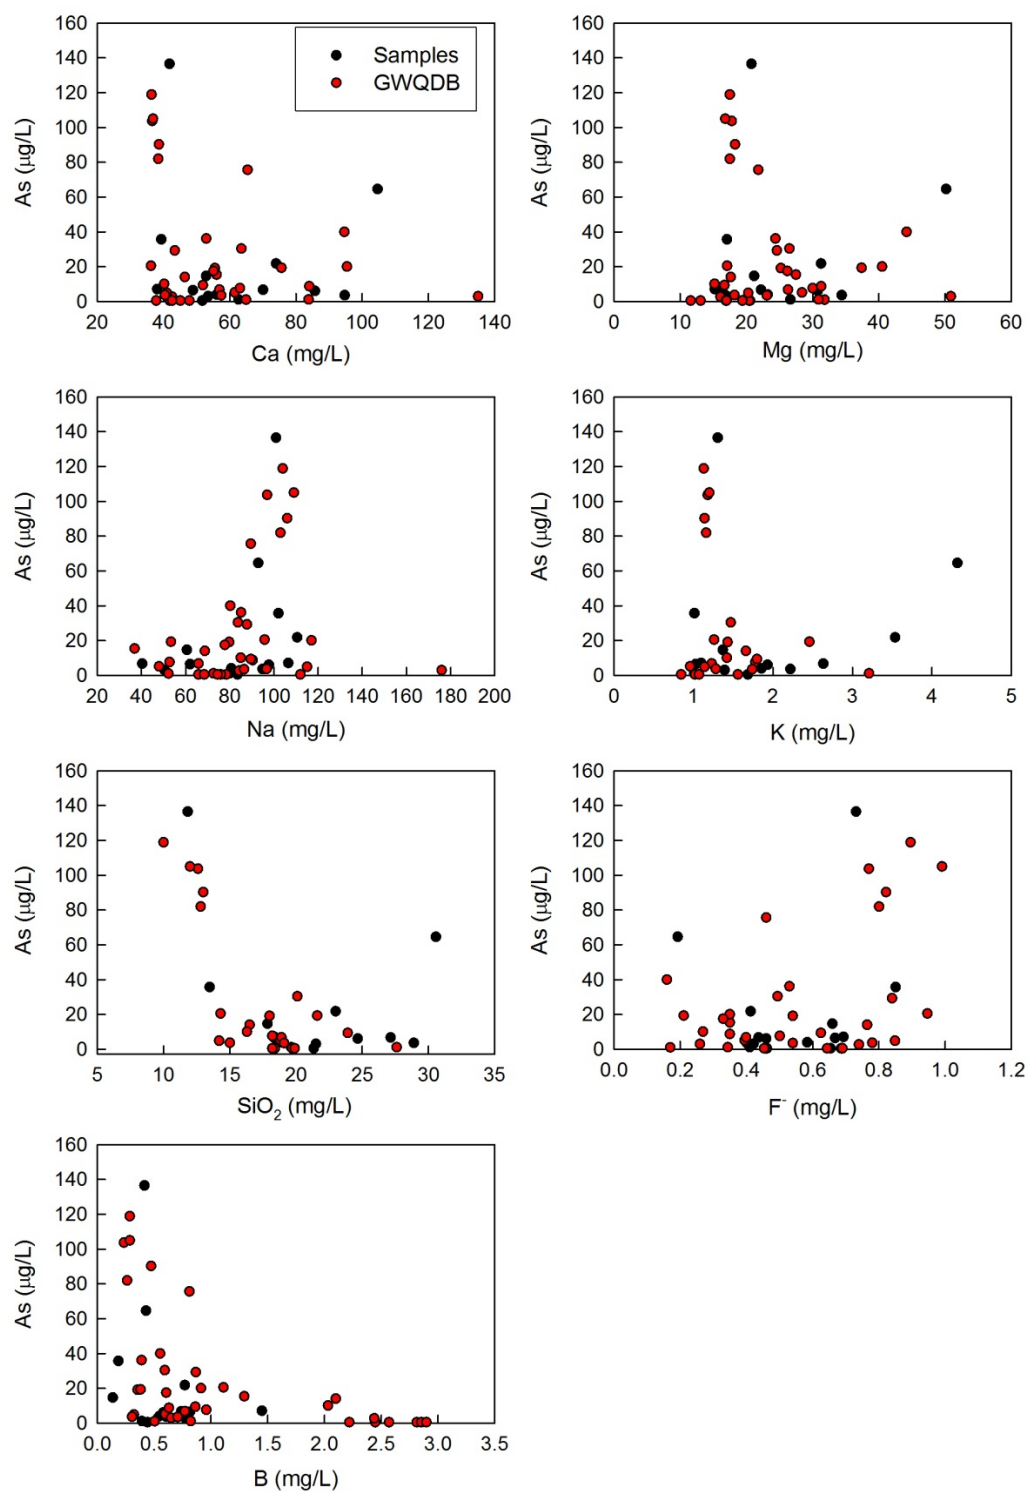 160
140
120
100
80
60
40
20
0
As (µg/L)
20 40 60 80 100 120 140
Ca (mg/L)
Samples
GWQDB
160
140
120
100
80
60
40
20
0
As (µg/L)
0 10 20 30 40 50 60
Mg (mg/L)
160
140
120
100
80
60
40
20
0
As (µg/L)
20 40 60 80 100 120 140 160 180 200
Na (mg/L)
160
140
120
100
80
60
40
20
0
As (µg/L)
0 1 2 3 4 5
K (mg/L)
160
140
120
100
80
60
40
20
0
As (µg/L)
5 10 15 20 25 30 35
SiO₂ (mg/L)
160
140
120
100
80
60
40
20
0
As (µg/L)
0.0 0.2 0.4 0.6 0.8 1.0 1.2
F⁻ (mg/L)
160
140
120
100
80
60
40
20
0
As (µg/L)
0.0 0.5 1.0 1.5 2.0 2.5 3.0 3.5
B (mg/L)